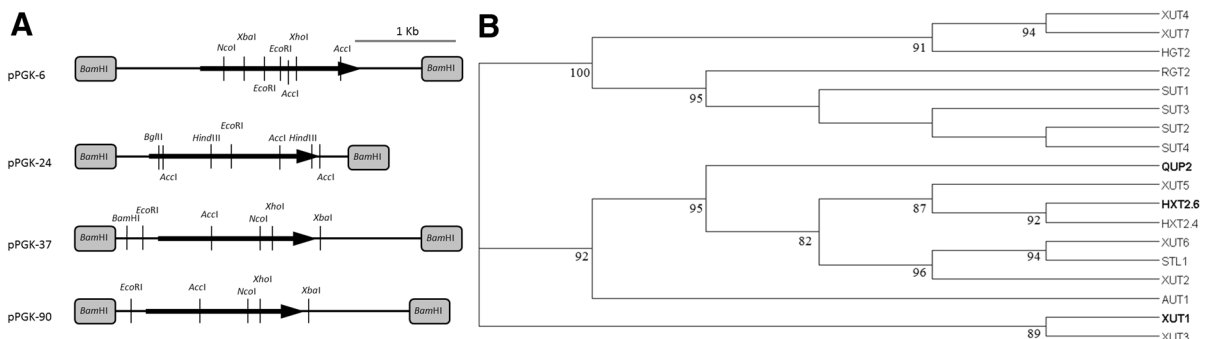 A
1 Kb
pPGK-6
BamHI
NcoI
XbaI
EcoRI
XhoI
AccI
EcoRI
AccI
BamHI
pPGK-24
BamHI
BglII
AccI
HindIII
EcoRI
AccI
HindIII
AccI
BamHI
pPGK-37
BamHI
BamHI
EcoRI
AccI
NcoI
XhoI
XbaI
BamHI
pPGK-90
BamHI
EcoRI
AccI
NcoI
XhoI
XbaI
BamHI
B
XUT4
94
XUT7
91
HGT2
100
RGT2
95
SUT1
SUT3
SUT2
SUT4
QUP2
95
XUT5
87
HXT2.6
92
HXT2.4
82
XUT6
94
STL1
96
XUT2
92
AUT1
XUT1
89
XUT3